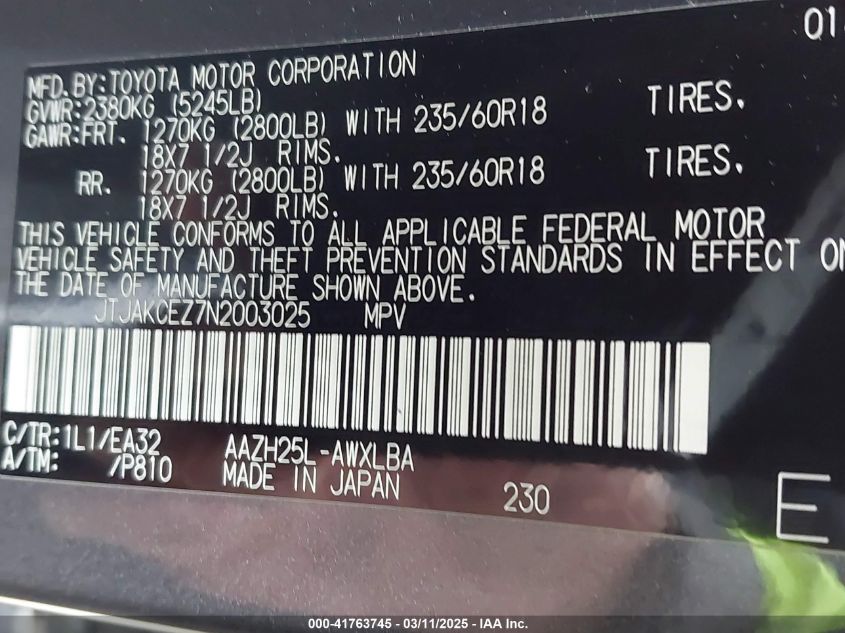 01
MFD.BY:TOYOTA MOTOR CORPORATION
GVWR:2380KG (5245LB)
GAWR:FRT. 1270KG (2800LB) WITH 235/60R18 TIRES.
18X7 1/2J RIMS.
RR. 1270KG (2800LB) WITH 235/60R18 TIRES.
18X7 1/2J RIMS.
THIS VEHICLE CONFORMS TO ALL APPLICABLE FEDERAL MOTOR
VEHICLE SAFETY AND THEFT PREVENTION STANDARDS IN EFFECT ON
THE DATE OF MANUFACTURE SHOWN ABOVE.
JTJAKCEZ7N2003025 MPV
C/TR:1L1/EA32 AAZH25L-AWXLBA
A/TM: /P810 MADE IN JAPAN 230
E
000-41763745 - 03/11/2025 - IAA Inc.